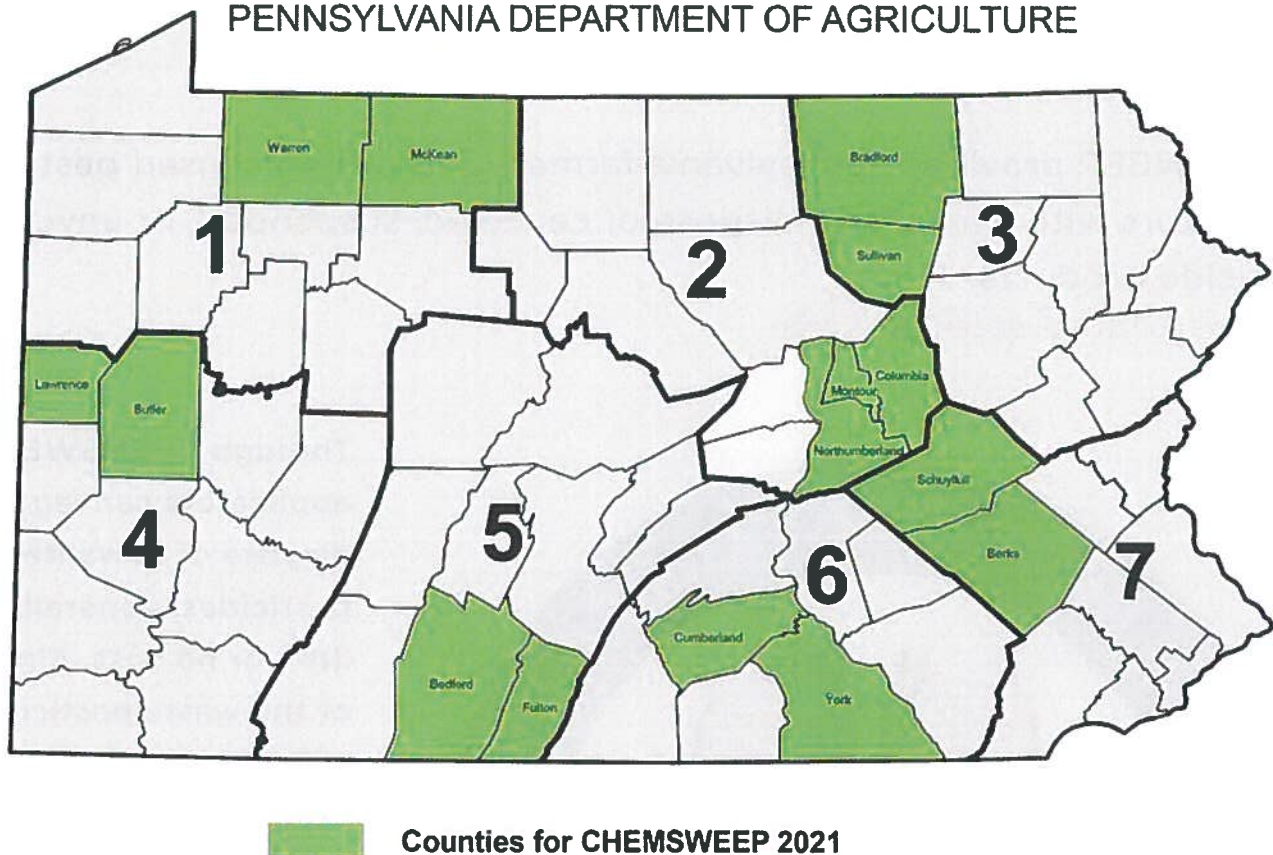 PENNSYLVANIA DEPARTMENT OF AGRICULTURE
Warren
McKean
Bradford
1
2
3
Sullivan
Lawrence
Butler
Montour
Columbia
Northumberland
Schuylkill
4
5
6
7
Berks
Cumberland
Bedford
Fulton
York
Counties for CHEMSWEEP 2021